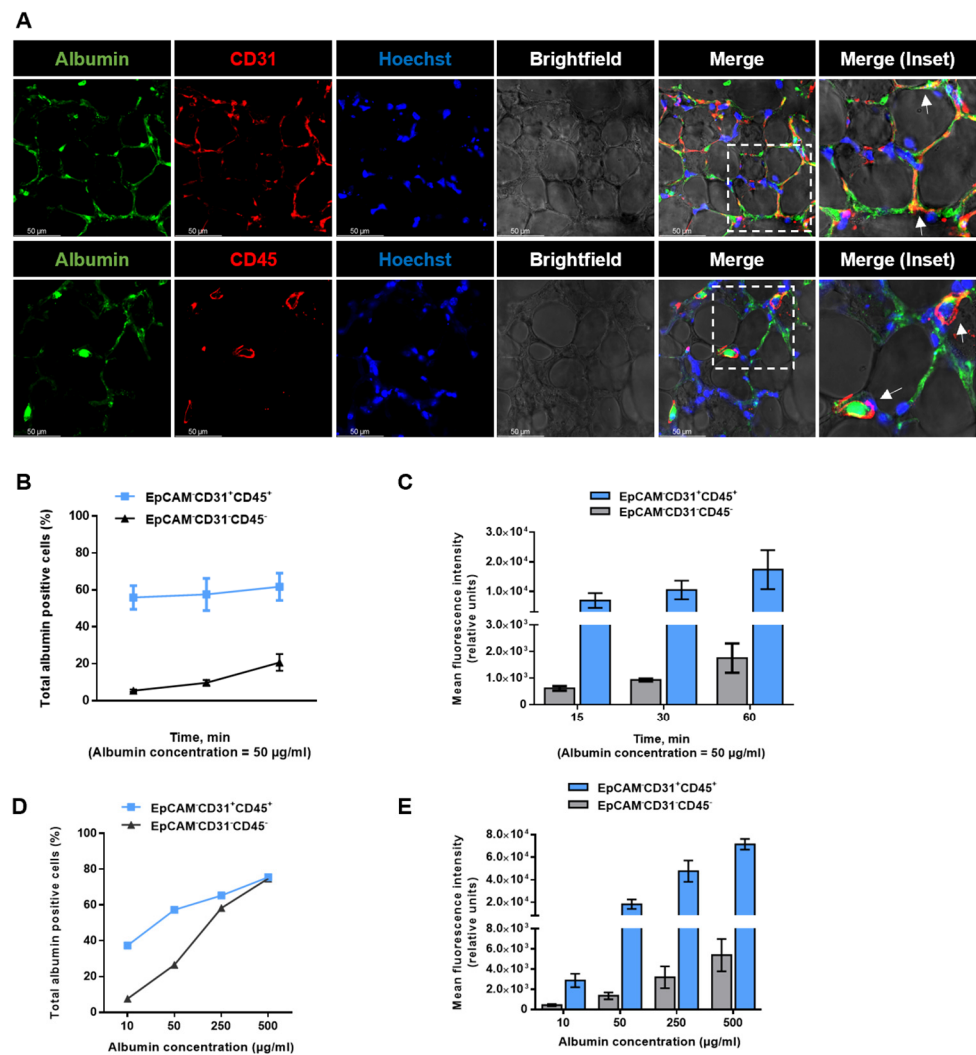 A
Albumin CD31 Hoechst Brightfield Merge Merge (Inset)
50 µm 50 µm 50 µm 50 µm 50 µm
Albumin CD45 Hoechst Brightfield Merge Merge (Inset)
50 µm 50 µm 50 µm 50 µm 50 µm
B
EpCAM⁻CD31⁺CD45⁺
EpCAM⁻CD31⁻CD45⁻
Total albumin positive cells (%)
100
80
60
40
20
0
Time, min
(Albumin concentration = 50 µg/ml)
C
EpCAM⁻CD31⁺CD45⁺
EpCAM⁻CD31⁻CD45⁻
Mean fluorescence intensity
(relative units)
3.0×10⁴
2.0×10⁴
1.0×10⁴
3.0×10³
2.0×10³
1.0×10³
0
15 30 60
Time, min
(Albumin concentration = 50 µg/ml)
D
EpCAM⁻CD31⁺CD45⁺
EpCAM⁻CD31⁻CD45⁻
Total albumin positive cells (%)
100
80
60
40
20
0
10 50 250 500
Albumin concentration (µg/ml)
E
EpCAM⁻CD31⁺CD45⁺
EpCAM⁻CD31⁻CD45⁻
Mean fluorescence intensity
(relative units)
8.0×10⁴
6.0×10⁴
4.0×10⁴
2.0×10⁴
8.0×10³
6.0×10³
4.0×10³
2.0×10³
0
10 50 250 500
Albumin concentration (µg/ml)